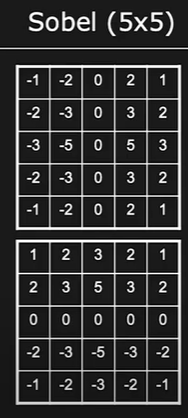 Sobel (5x5)
-1 -2 0 2 1
-2 -3 0 3 2
-3 -5 0 5 3
-2 -3 0 3 2
-1 -2 0 2 1
1 2 3 2 1
2 3 5 3 2
0 0 0 0 0
-2 -3 -5 -3 -2
-1 -2 -3 -2 -1